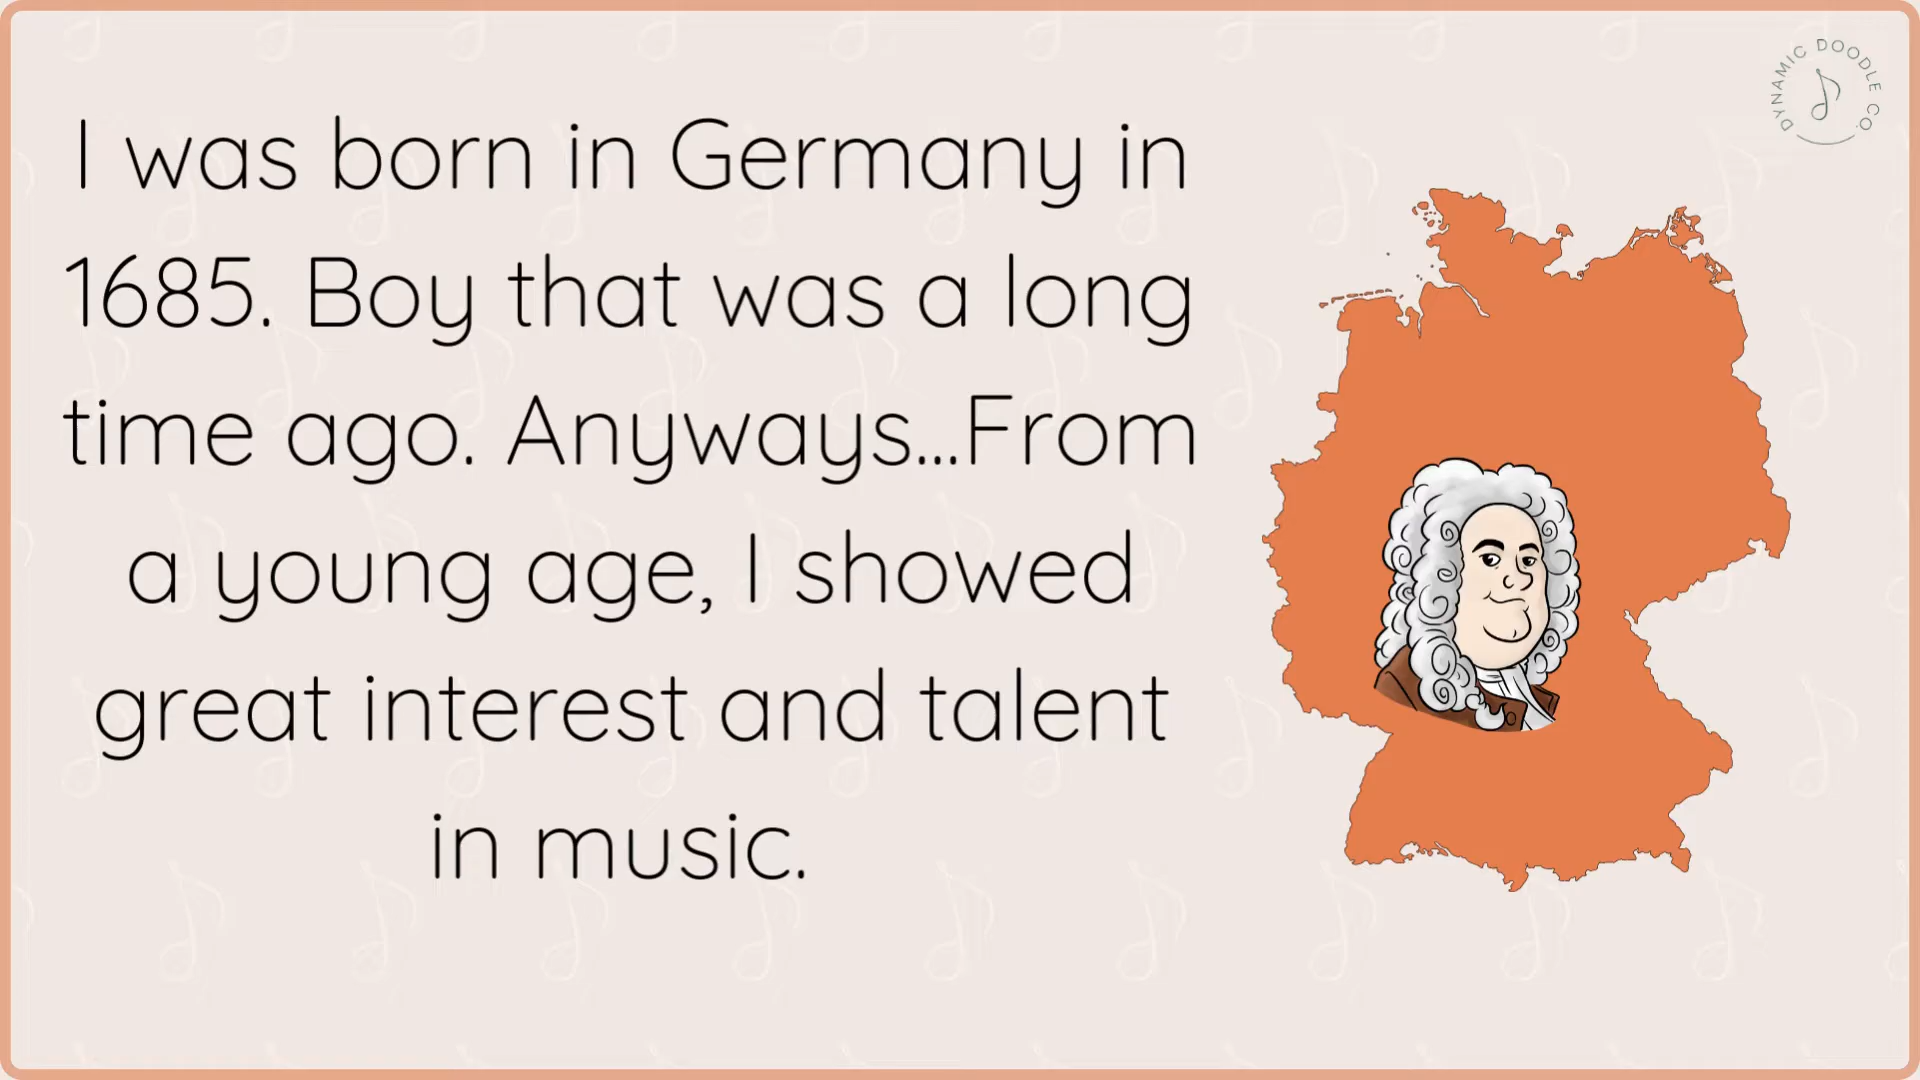 I was born in Germany in
1685. Boy that was a long
time ago. Anyways...From
a young age, I showed
great interest and talent
in music.
DYNAMIC DOODLE CO.